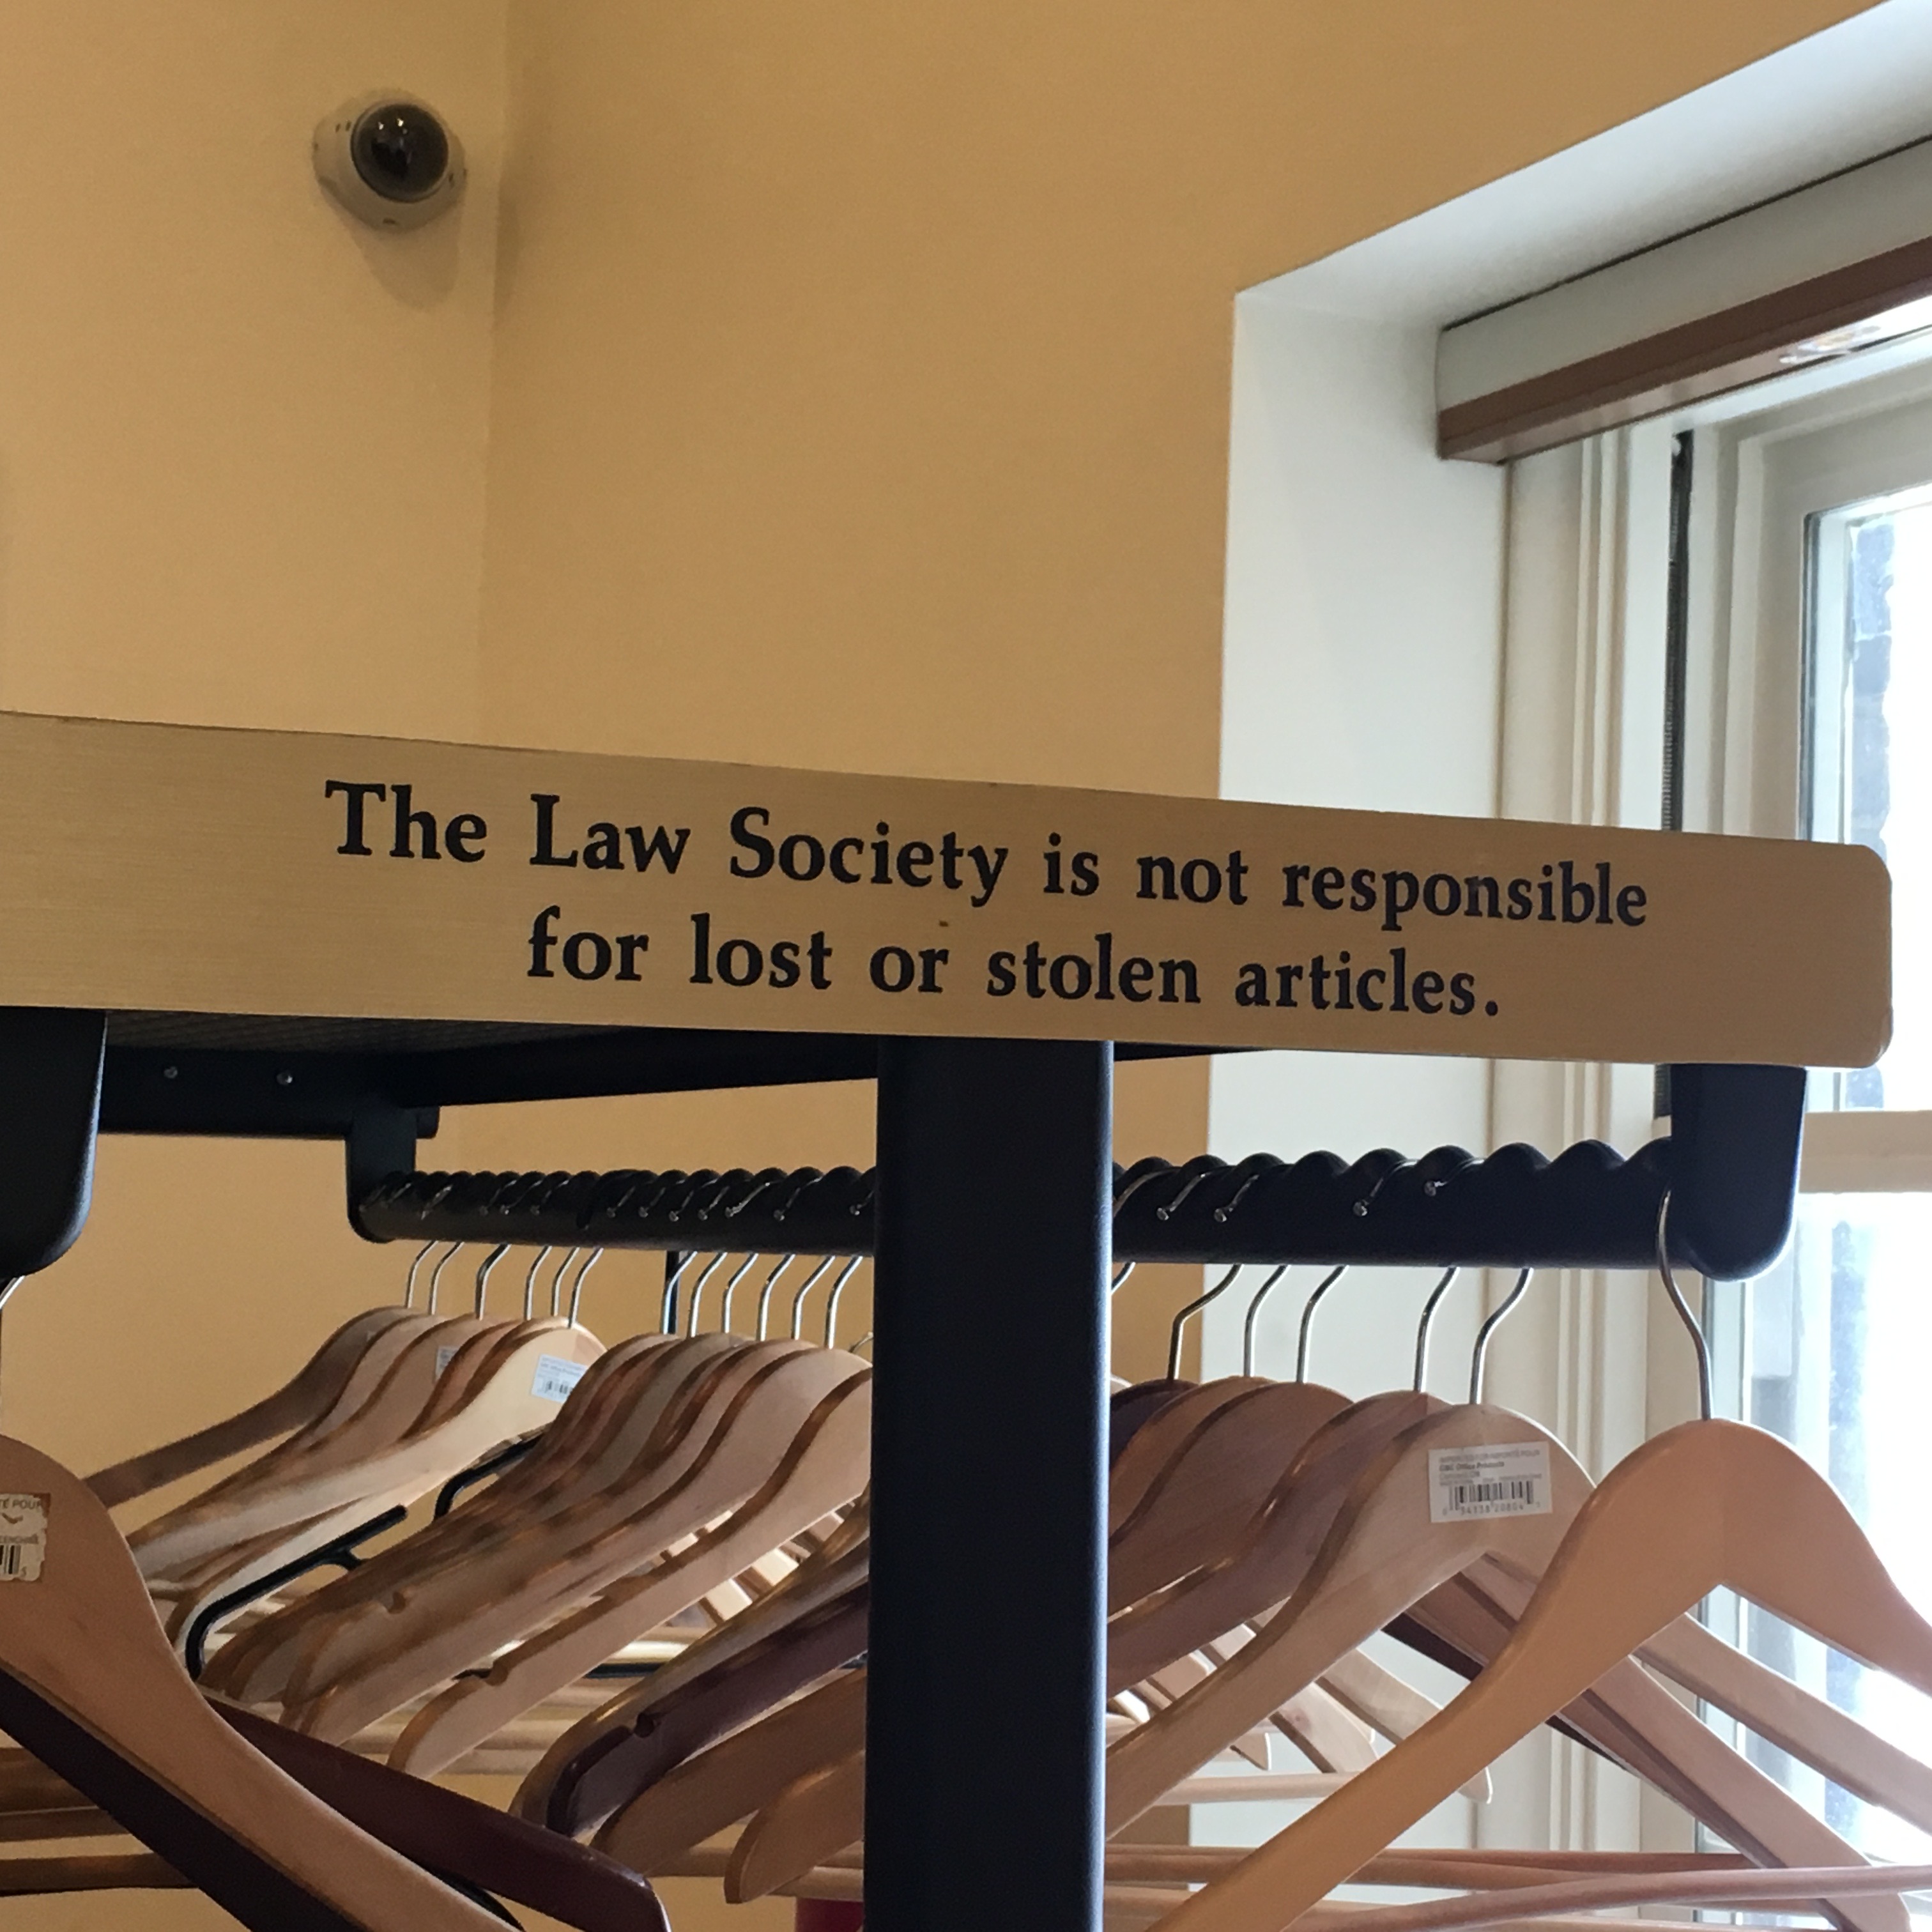 The Law Society is not responsible
for lost or stolen articles.